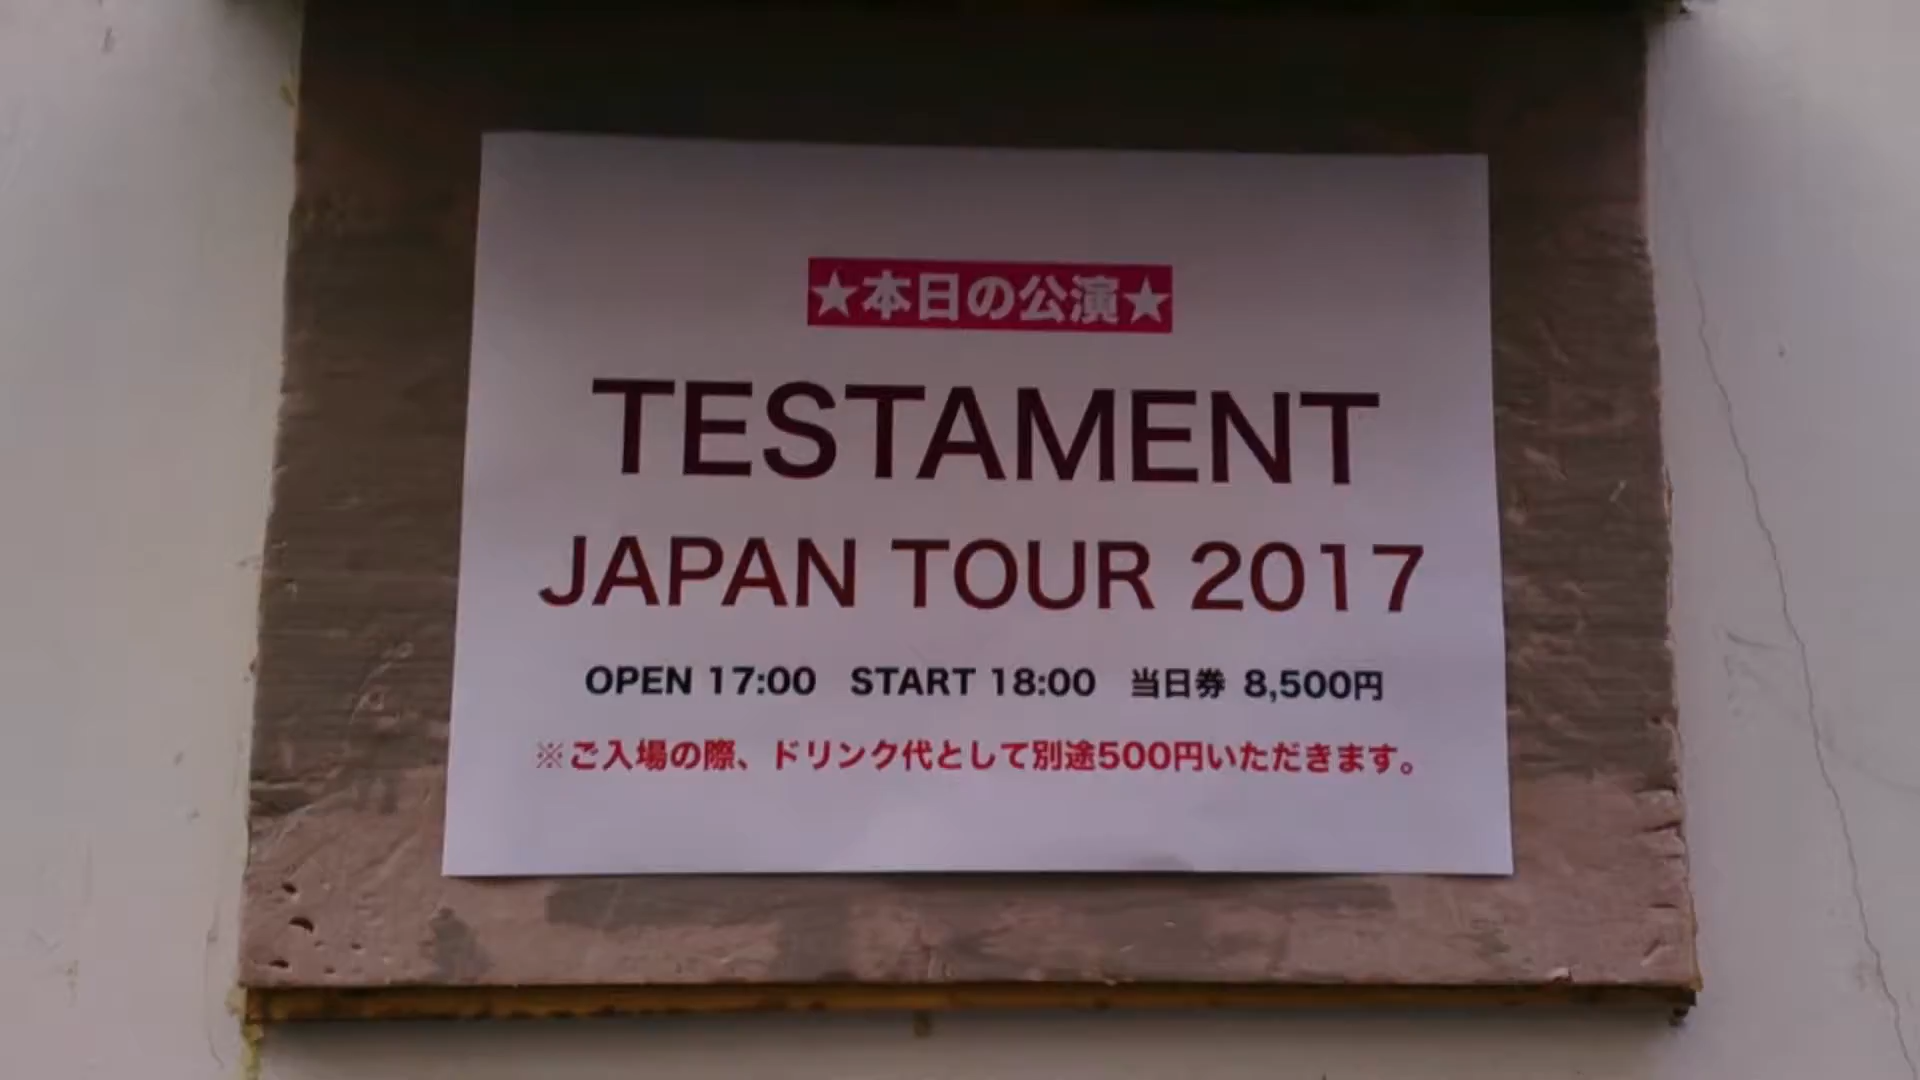 ★本日の公演★
TESTAMENT
JAPAN TOUR 2017
OPEN 17:00 START 18:00 当日券 8,500円
※ご入場の際、ドリンク代として別途500円いただきます。